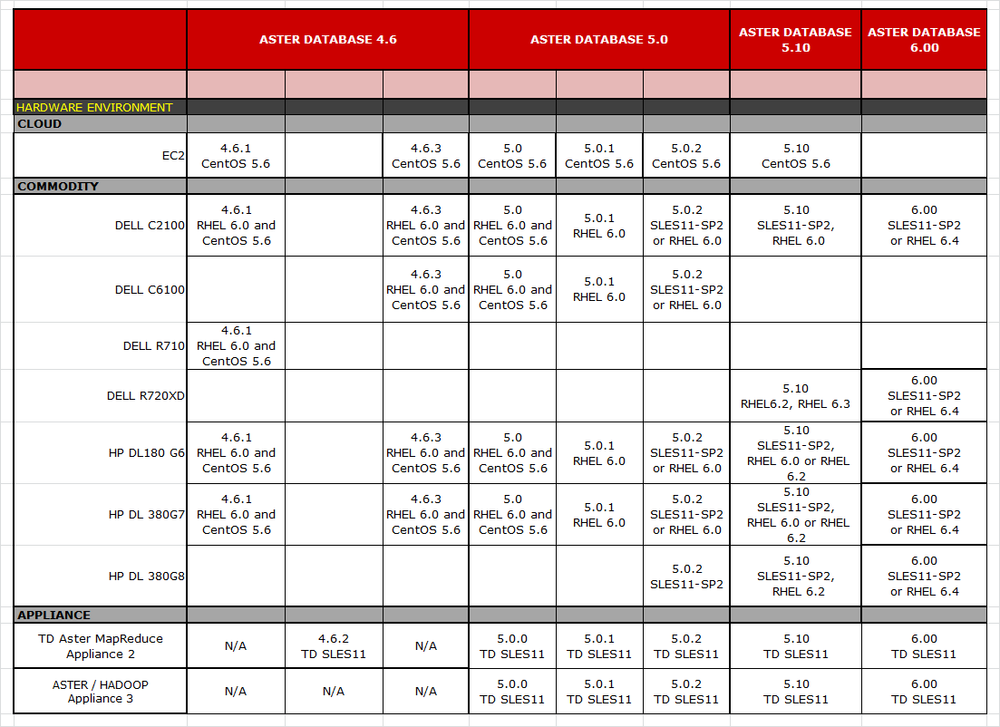 ASTER DATABASE 4.6
ASTER DATABASE 5.0
ASTER DATABASE
5.10
ASTER DATABASE
6.00
HARDWARE ENVIRONMENT
CLOUD
EC2
4.6.1
CentOS 5.6
4.6.3
CentOS 5.6
5.0
CentOS 5.6
5.0.1
CentOS 5.6
5.0.2
CentOS 5.6
5.10
CentOS 5.6
COMMODITY
DELL C2100
4.6.1
RHEL 6.0 and
CentOS 5.6
4.6.3
RHEL 6.0 and
CentOS 5.6
5.0
RHEL 6.0 and
CentOS 5.6
5.0.1
RHEL 6.0
5.0.2
SLES11-SP2
or RHEL 6.0
5.10
SLES11-SP2,
RHEL 6.0
6.00
SLES11-SP2
or RHEL 6.4
DELL C6100
4.6.3
RHEL 6.0 and
CentOS 5.6
5.0
RHEL 6.0 and
CentOS 5.6
5.0.1
RHEL 6.0
5.0.2
SLES11-SP2
or RHEL 6.0
DELL R710
4.6.1
RHEL 6.0 and
CentOS 5.6
DELL R720XD
5.10
RHEL6.2, RHEL 6.3
6.00
SLES11-SP2
or RHEL 6.4
HP DL180 G6
4.6.1
RHEL 6.0 and
CentOS 5.6
4.6.3
RHEL 6.0 and
CentOS 5.6
5.0
RHEL 6.0 and
CentOS 5.6
5.0.1
RHEL 6.0
5.0.2
SLES11-SP2
or RHEL 6.0
5.10
SLES11-SP2,
RHEL 6.0 or RHEL
6.2
6.00
SLES11-SP2
or RHEL 6.4
HP DL 380G7
4.6.1
RHEL 6.0 and
CentOS 5.6
4.6.3
RHEL 6.0 and
CentOS 5.6
5.0
RHEL 6.0 and
CentOS 5.6
5.0.1
RHEL 6.0
5.0.2
SLES11-SP2
or RHEL 6.0
5.10
SLES11-SP2,
RHEL 6.0 or RHEL
6.2
6.00
SLES11-SP2
or RHEL 6.4
HP DL 380G8
5.0.2
SLES11-SP2
5.10
SLES11-SP2,
RHEL 6.2
6.00
SLES11-SP2
or RHEL 6.4
APPLIANCE
TD Aster MapReduce
Appliance 2
N/A
4.6.2
TD SLES11
N/A
5.0.0
TD SLES11
5.0.1
TD SLES11
5.0.2
TD SLES11
5.10
TD SLES11
6.00
TD SLES11
ASTER / HADOOP
Appliance 3
N/A
N/A
N/A
5.0.0
TD SLES11
5.0.1
TD SLES11
5.0.2
TD SLES11
5.10
TD SLES11
6.00
TD SLES11